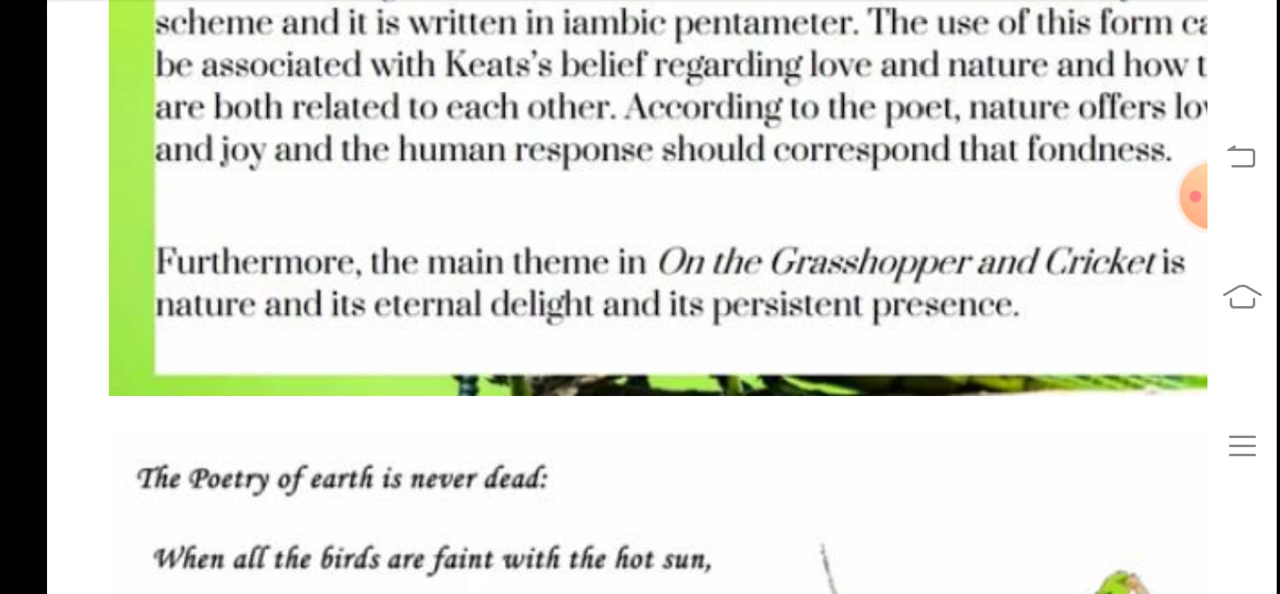 scheme and it is written in iambic pentameter. The use of this form
be associated with Keats's belief regarding love and nature and how
are both related to each other. According to the poet, nature offers
and joy and the human response should correspond that fondness.
Furthermore, the main theme in On the Grasshopper and Cricket is
nature and its eternal delight and its persistent presence.
The Poetry of earth is never dead:
When all the birds are faint with the hot sun,